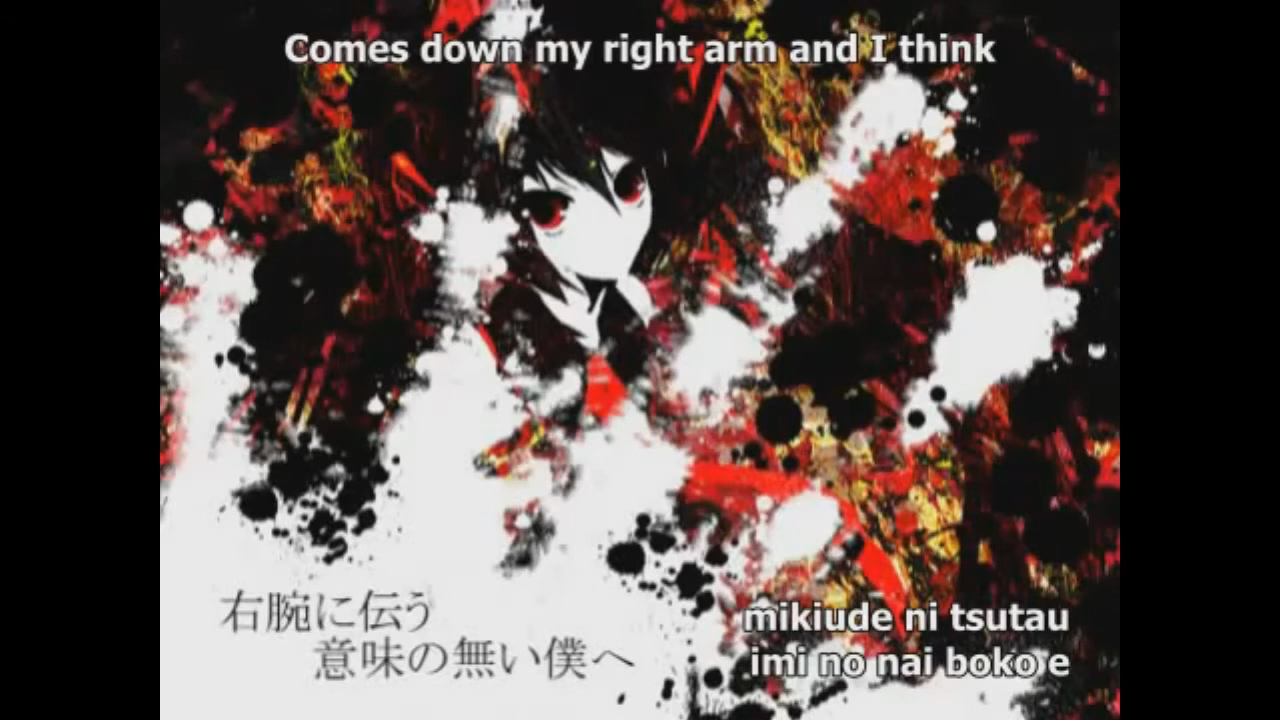 Comes down my right arm and I think
右腕に伝う
意味の無い僕へ
mikiude ni tsutau
imi no nai boko e